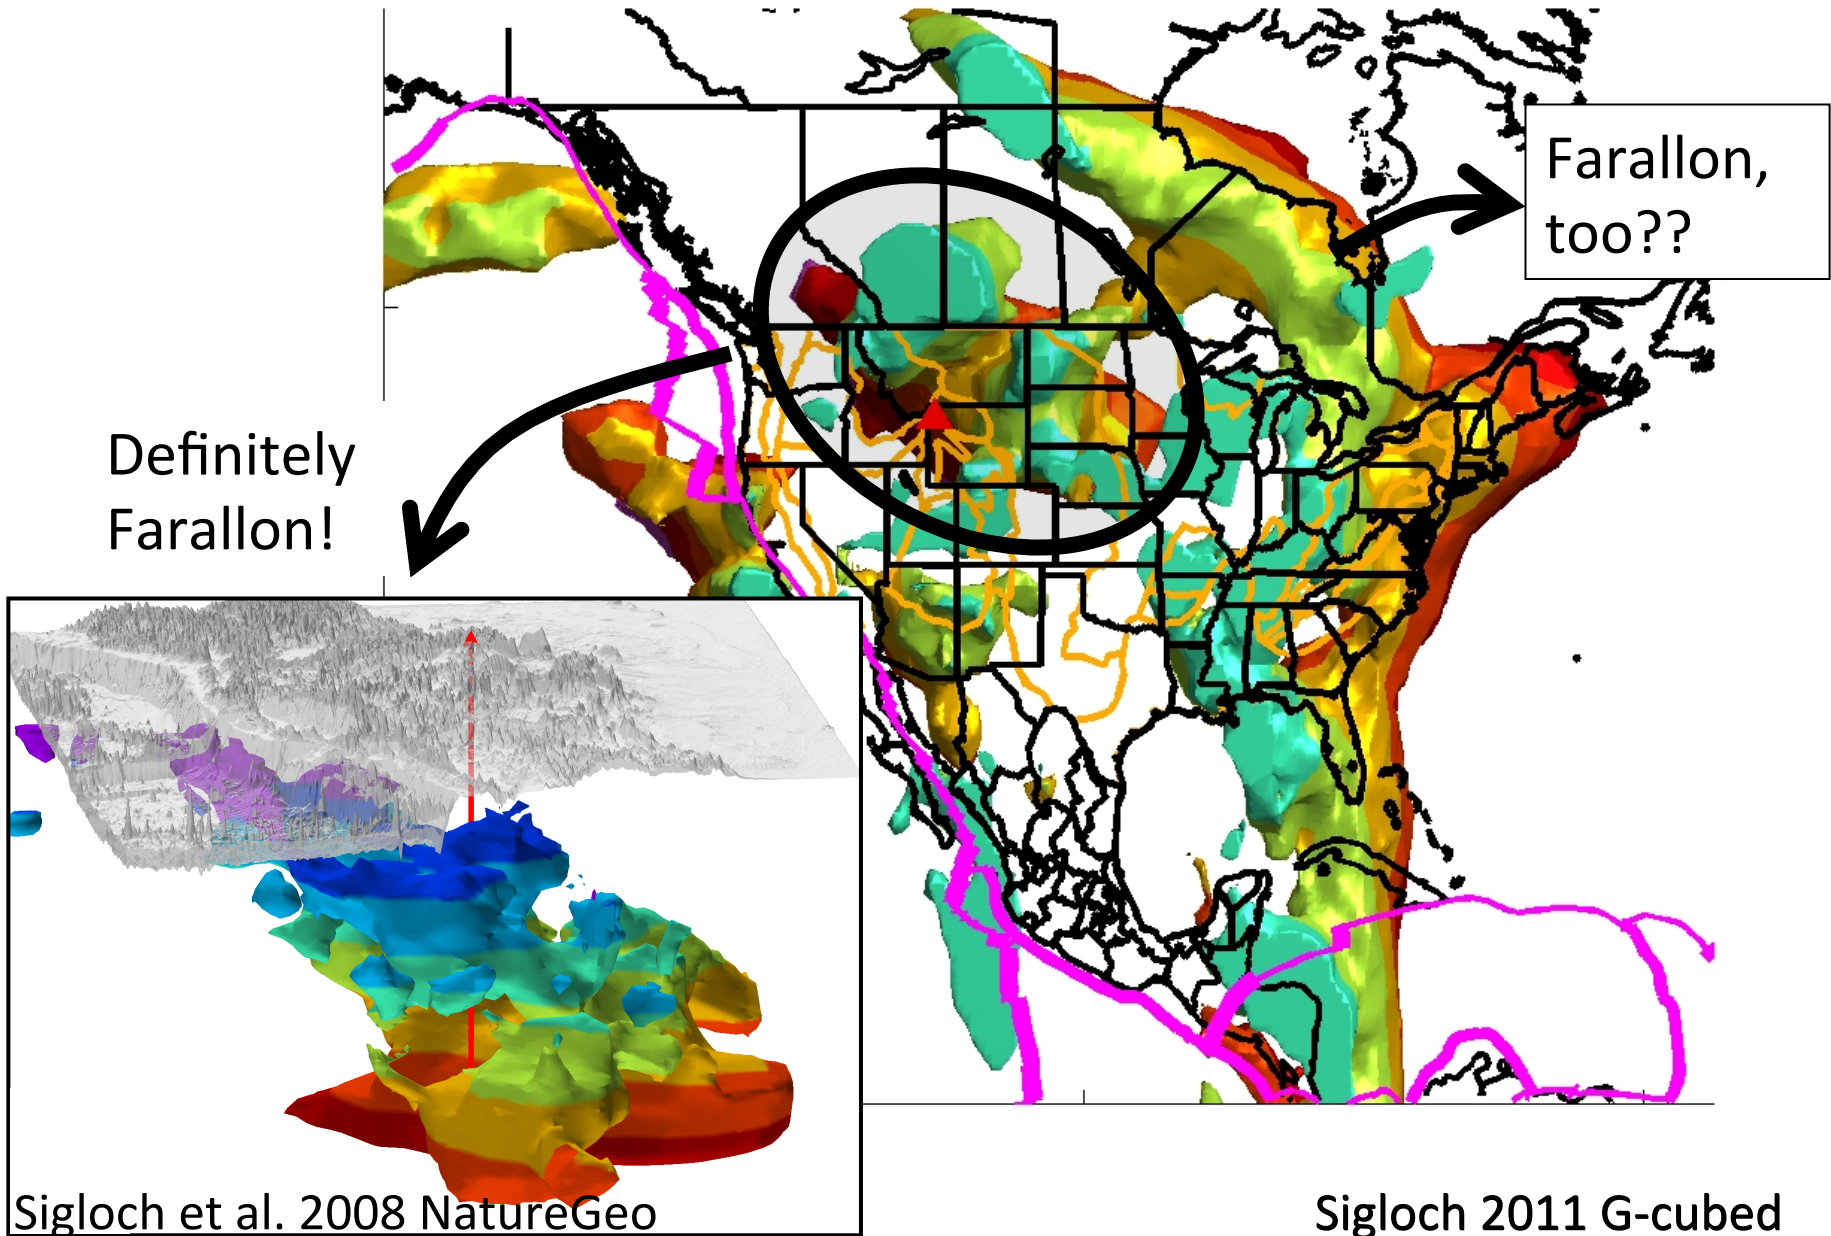 Farallon,
too??
Definitely
Farallon!
Sigloch et al. 2008 NatureGeo
Sigloch 2011 G-cubed